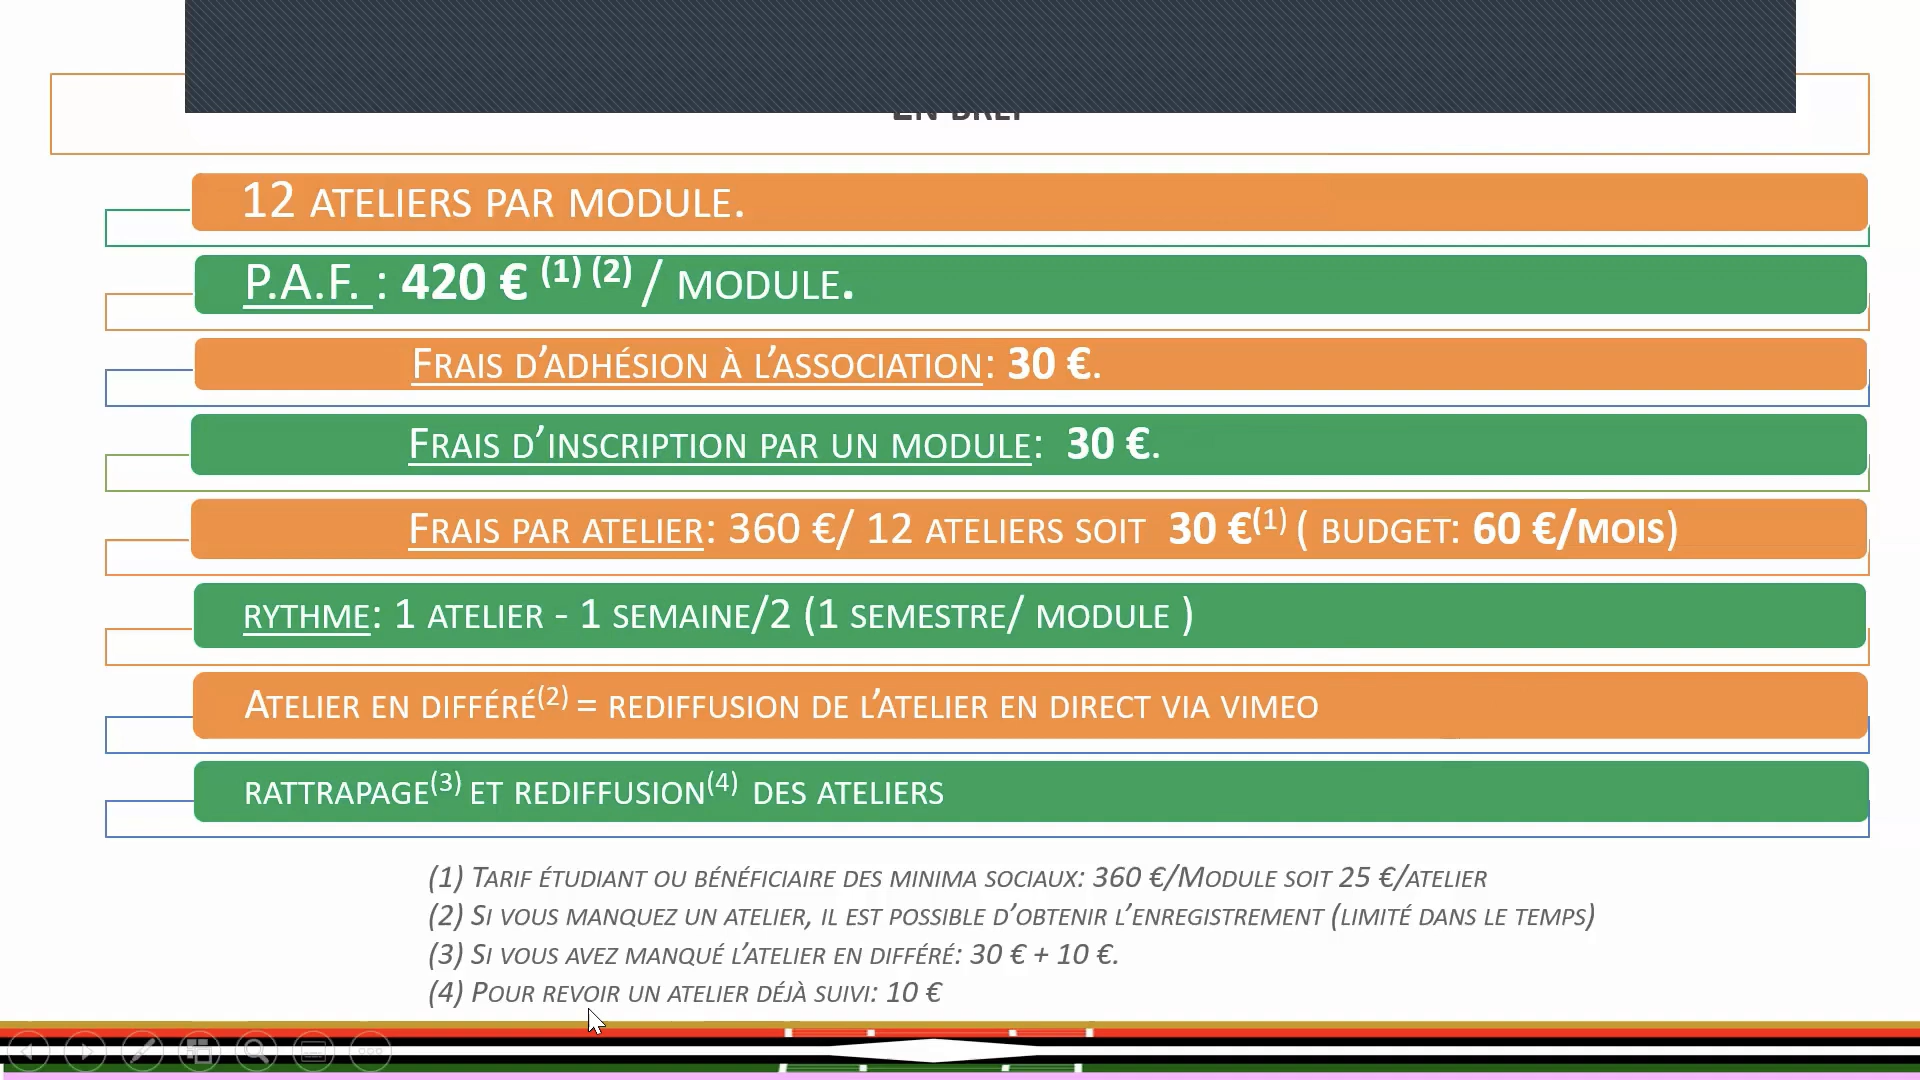 EN BREF
12 ATELIERS PAR MODULE.
P.A.F. : 420 € (1) (2) / MODULE.
FRAIS D’ADHÉSION À L’ASSOCIATION: 30 €.
FRAIS D’INSCRIPTION PAR UN MODULE: 30 €.
FRAIS PAR ATELIER: 360 €/ 12 ATELIERS SOIT 30 €(1) ( BUDGET: 60 €/MOIS)
RYTHME: 1 ATELIER - 1 SEMAINE/2 (1 SEMESTRE/ MODULE )
ATELIER EN DIFFÉRÉ(2) = REDIFFUSION DE L’ATELIER EN DIRECT VIA VIMEO
RATTRAPAGE(3) ET REDIFFUSION(4) DES ATELIERS
(1) TARIF ÉTUDIANT OU BÉNÉFICIAIRE DES MINIMA SOCIAUX: 360 €/MODULE SOIT 25 €/ATELIER
(2) SI VOUS MANQUEZ UN ATELIER, IL EST POSSIBLE D’OBTENIR L’ENREGISTREMENT (LIMITÉ DANS LE TEMPS)
(3) SI VOUS AVEZ MANQUÉ L’ATELIER EN DIFFÉRÉ: 30 € + 10 €.
(4) POUR REVOIR UN ATELIER DÉJÀ SUIVI: 10 €